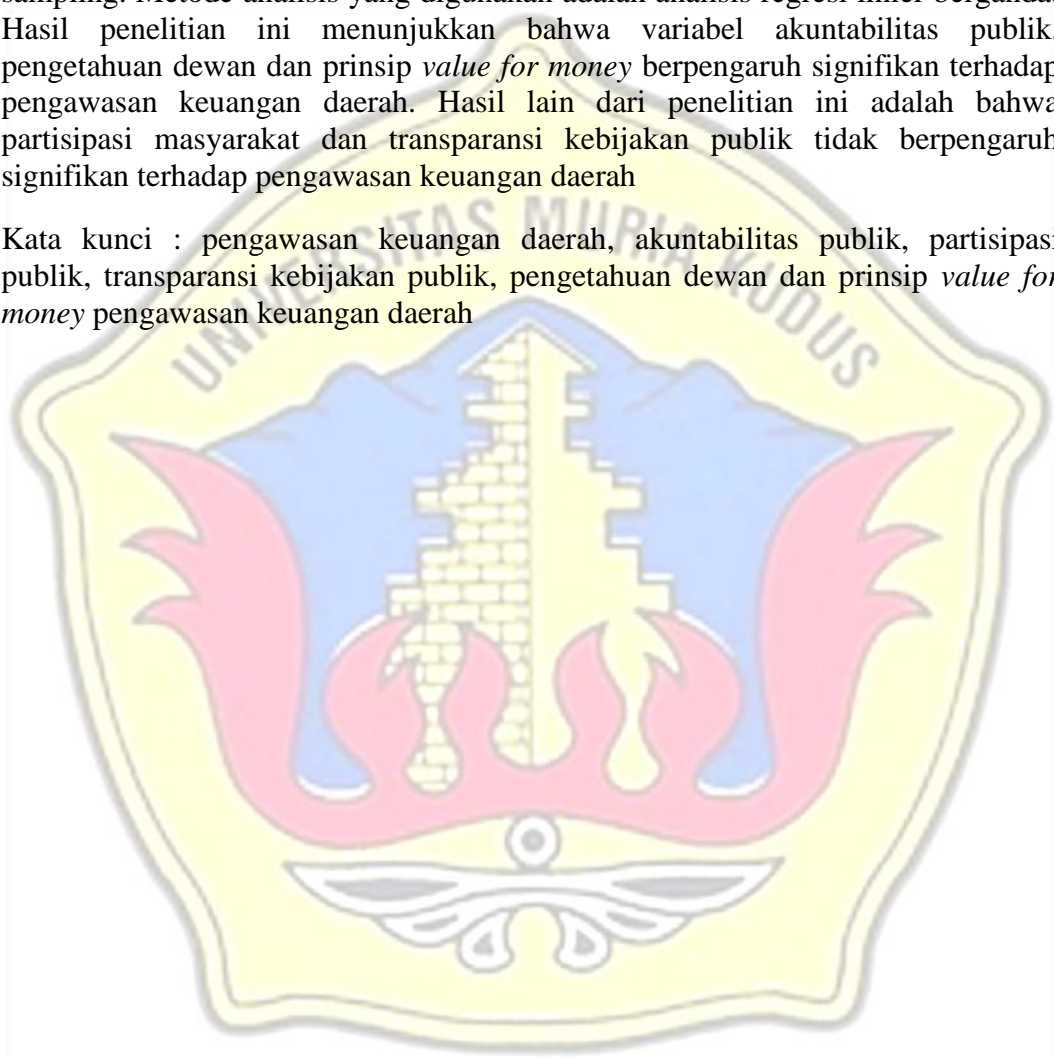 sampling. Metode analisis yang digunakan adalah analisis regresi linier berganda.
Hasil penelitian ini menunjukkan bahwa variabel akuntabilitas publik,
pengetahuan dewan dan prinsip value for money berpengaruh signifikan terhadap
pengawasan keuangan daerah. Hasil lain dari penelitian ini adalah bahwa
partisipasi masyarakat dan transparansi kebijakan publik tidak berpengaruh
signifikan terhadap pengawasan keuangan daerah
Kata kunci : pengawasan keuangan daerah, akuntabilitas publik, partisipasi
publik, transparansi kebijakan publik, pengetahuan dewan dan prinsip value for
money pengawasan keuangan daerah
UNIVERSITAS MURIA KUDUS